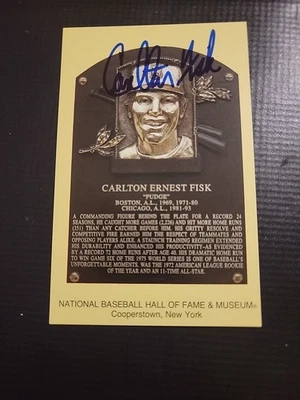 Carlton Fisk
CARLTON ERNEST FISK
"PUDGE"
BOSTON, A.L., 1969, 1971-80
CHICAGO, A.L., 1981-93
A COMMANDING FIGURE BEHIND THE PLATE FOR A RECORD 24
SEASONS, HE CAUGHT MORE GAMES (2,226) AND HIT MORE HOME RUNS
(351) THAN ANY CATCHER BEFORE HIM. HIS GRITTY RESOLVE AND
COMPETITIVE FIRE EARNED HIM THE RESPECT OF TEAMMATES AND
OPPOSING PLAYERS ALIKE. A STAUNCH TRAINING REGIMEN EXTENDED
HIS DURABILITY AND ENHANCED HIS PRODUCTIVITY-AS EVIDENCED
BY A RECORD 72 HOME RUNS AFTER AGE 40. HIS DRAMATIC HOME RUN
TO WIN GAME SIX OF THE 1975 WORLD SERIES IS ONE OF BASEBALL'S
UNFORGETTABLE MOMENTS. WAS THE 1972 AMERICAN LEAGUE ROOKIE
OF THE YEAR AND AN 11-TIME ALL-STAR.
NATIONAL BASEBALL HALL OF FAME & MUSEUM®
Cooperstown, New York